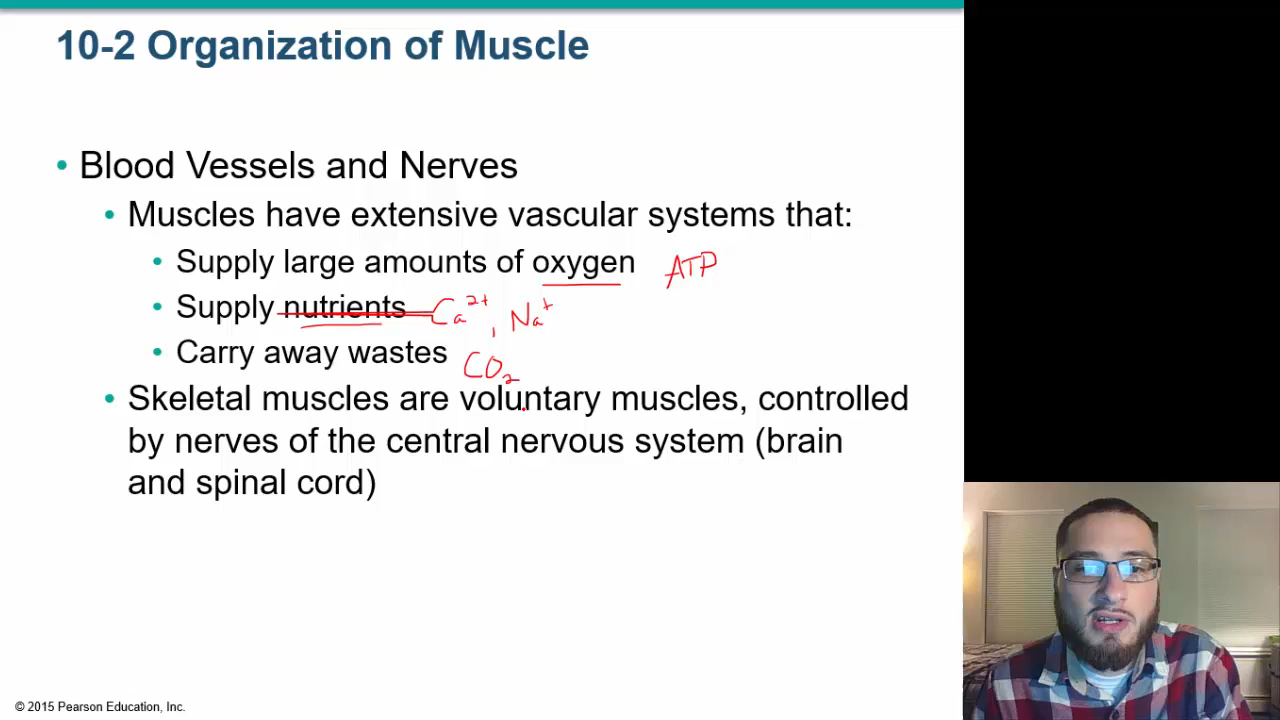 10-2 Organization of Muscle
• Blood Vessels and Nerves
• Muscles have extensive vascular systems that:
• Supply large amounts of oxygen ATP
• Supply nutrients Ca²⁺, Na⁺
• Carry away wastes CO₂
• Skeletal muscles are voluntary muscles, controlled
by nerves of the central nervous system (brain
and spinal cord)
© 2015 Pearson Education, Inc.